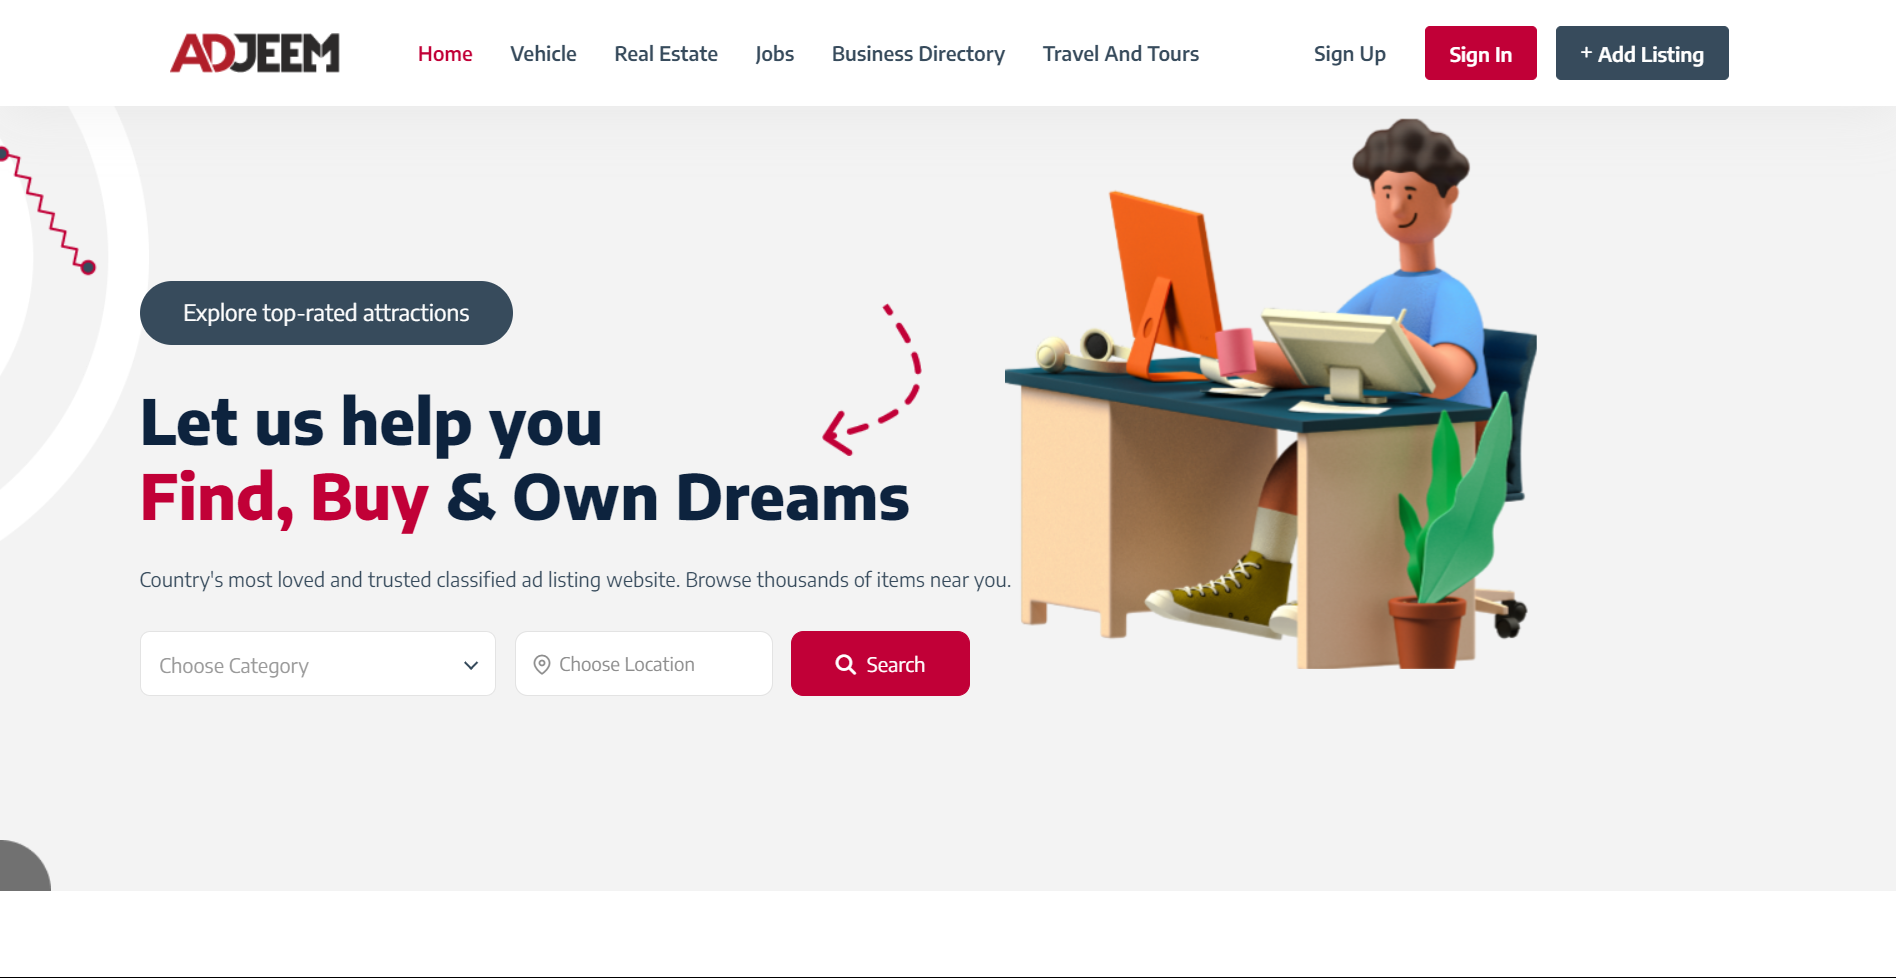 ADJEEM
Home Vehicle Real Estate Jobs Business Directory Travel And Tours Sign Up Sign In + Add Listing
Explore top-rated attractions
Let us help you
Find, Buy & Own Dreams
Country's most loved and trusted classified ad listing website. Browse thousands of items near you.
Choose Category Choose Location Search